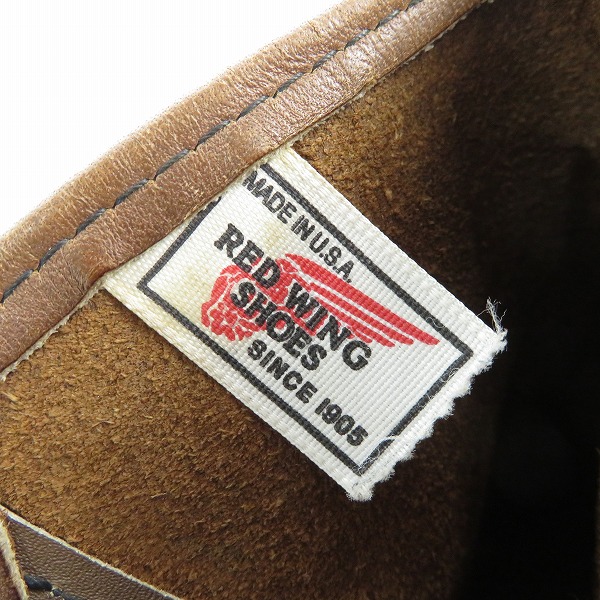 MADE IN U.S.A.
RED WING
SHOES
SINCE 1905